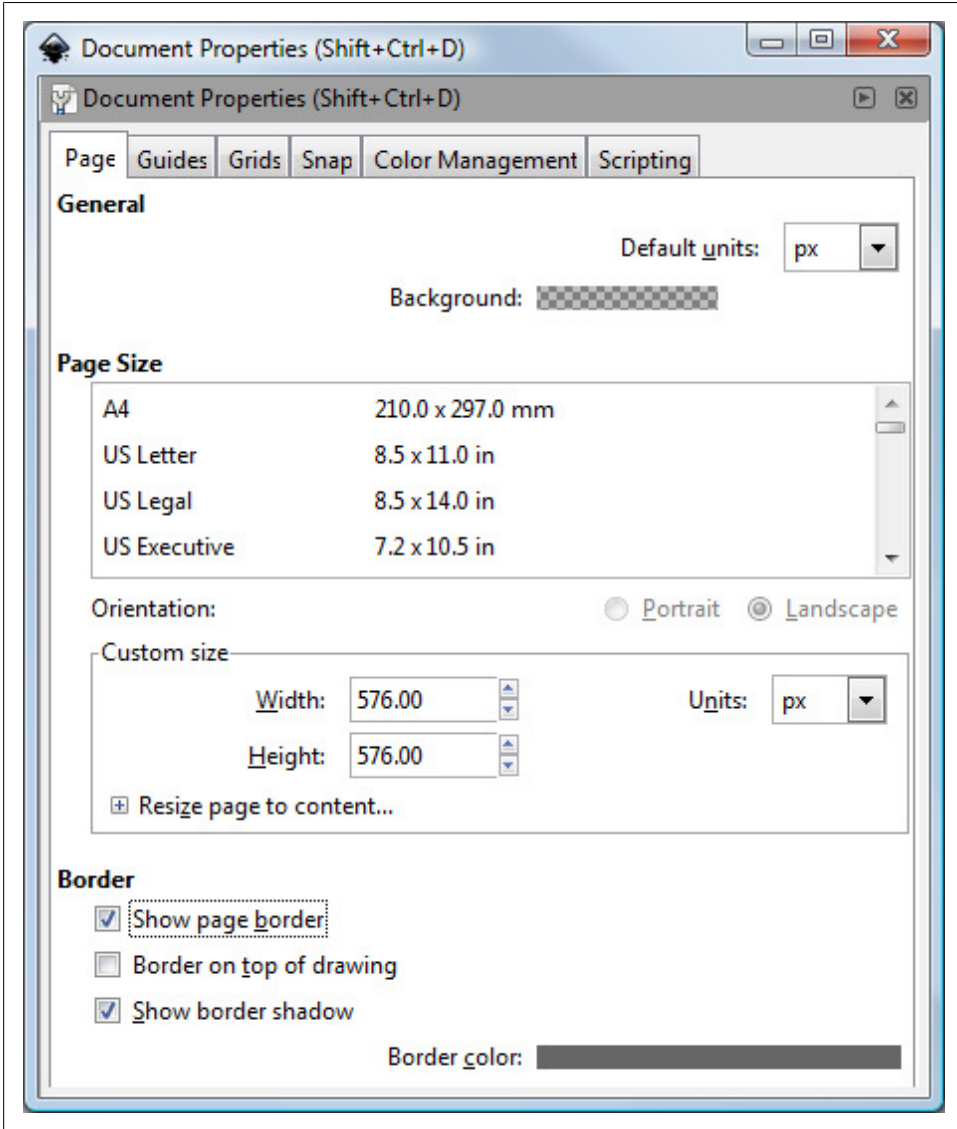 Document Properties (Shift+Ctrl+D)
Document Properties (Shift+Ctrl+D)
Page Guides Grids Snap Color Management Scripting
General
Default units: px
Background:
Page Size
A4 210.0 x 297.0 mm
US Letter 8.5 x 11.0 in
US Legal 8.5 x 14.0 in
US Executive 7.2 x 10.5 in
Orientation: Portrait Landscape
Custom size
Width: 576.00 Units: px
Height: 576.00
Resize page to content...
Border
Show page border
Border on top of drawing
Show border shadow
Border color: